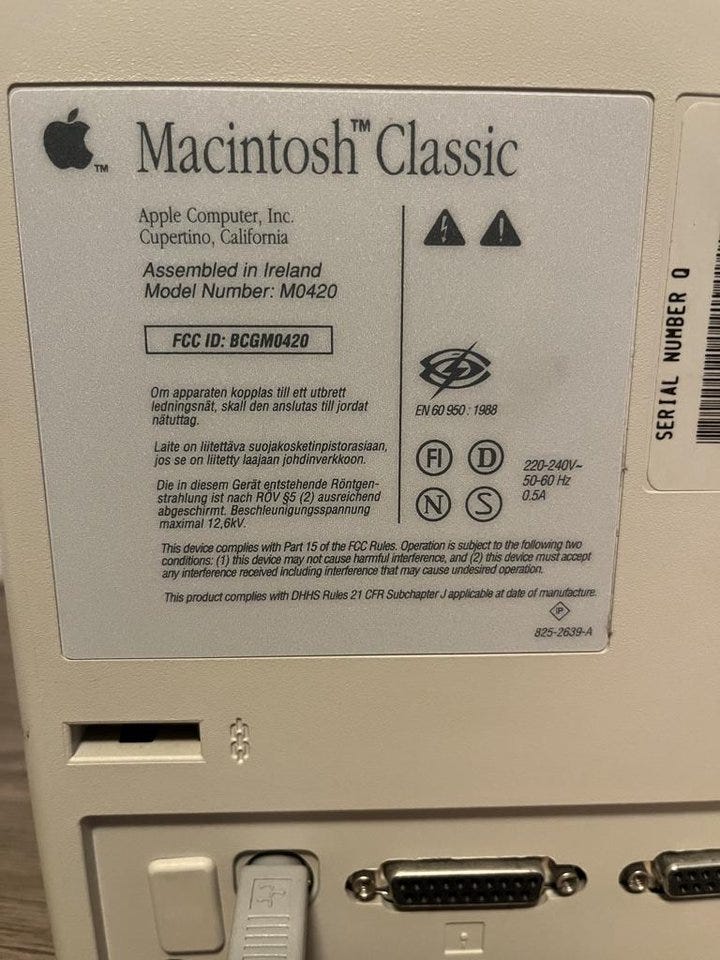 Macintosh™ Classic
™
Apple Computer, Inc.
Cupertino, California
Assembled in Ireland
Model Number: M0420
FCC ID: BCGM0420
Om apparaten kopplas till ett utbrett
ledningsnåt, skall den anslutas till jordat
nätuttag.
Laite on liitettäva suojakosketinpistorasiaan,
jos se on liitetty laajaan johdinverkkoon.
Die in diesem Gerät entstehende Röntgen-
strahlung ist nach RÖV §5 (2) ausreichend
abgeschirmt. Beschleunigungsspannung
maximal 12,6kV.
EN 60 950 : 1988
FI D
N S
220-240V~
50-60 Hz
0.5A
This device complies with Part 15 of the FCC Rules. Operation is subject to the following two
conditions: (1) this device may not cause harmful interference, and (2) this device must accept
any interference received including interference that may cause undesired operation.
This product complies with DHHS Rules 21 CFR Subchapter J applicable at date of manufacture.
IP
825-2639-A
SERIAL NUMBER Q